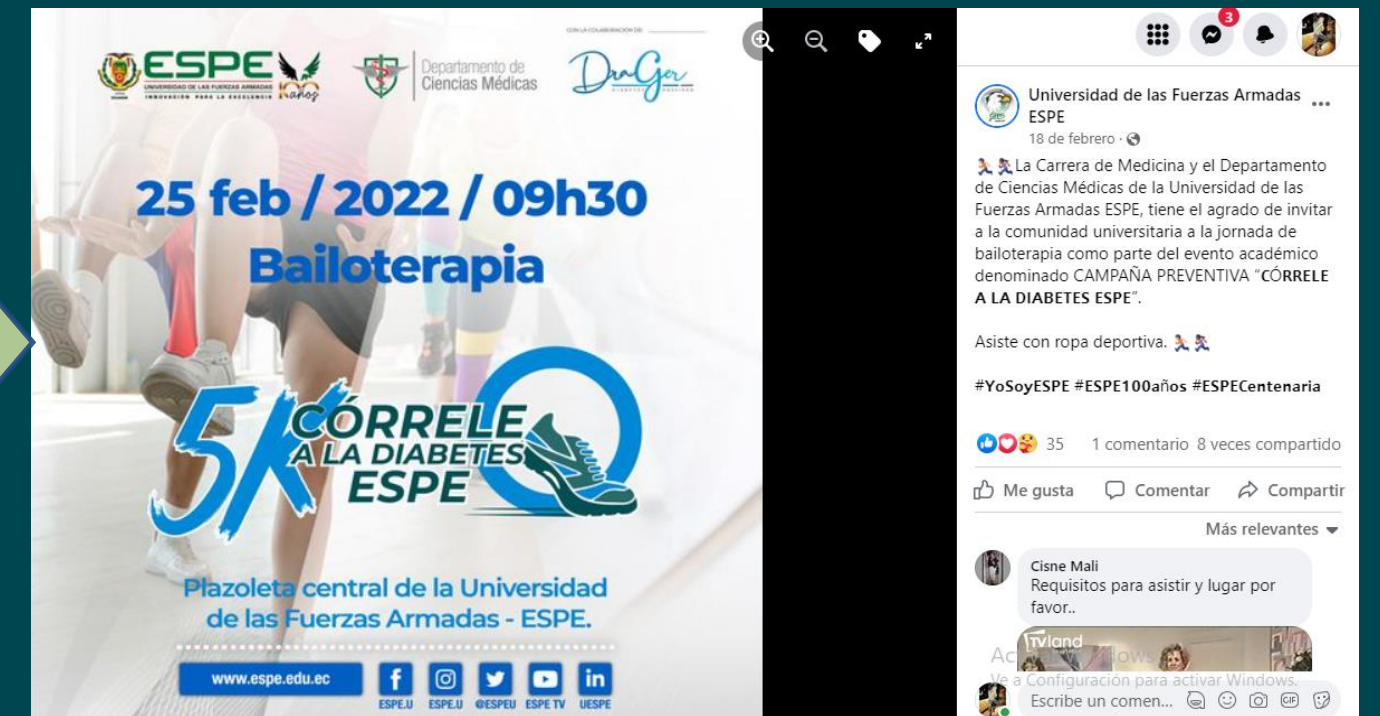 CON LA COLABORACIÓN DE:
ESPE
UNIVERSIDAD DE LAS FUERZAS ARMADAS
INNOVACIÓN PARA LA EXCELENCIA
100 años
Departamento de
Ciencias Médicas
DraGer
25 feb / 2022 / 09h30
Bailoterapia
5K
CÓRRELE
A LA DIABETES
ESPE
Plazoleta central de la Universidad
de las Fuerzas Armadas - ESPE.
www.espe.edu.ec
ESPE.U ESPE.U @ESPEU ESPE TV UESPE
3
Universidad de las Fuerzas Armadas
ESPE
18 de febrero ·
La Carrera de Medicina y el Departamento
de Ciencias Médicas de la Universidad de las
Fuerzas Armadas ESPE, tiene el agrado de invitar
a la comunidad universitaria a la jornada de
bailoterapia como parte del evento académico
denominado CAMPAÑA PREVENTIVA “CÓRRELE
A LA DIABETES ESPE”.
Asiste con ropa deportiva.
#YoSoyESPE #ESPE100años #ESPECentenaria
35 1 comentario 8 veces compartido
Me gusta Comentar Compartir
Más relevantes
Cisne Mali
Requisitos para asistir y lugar por
favor..
TVland
Ve a Configuración para activar Windows.
Escribe un comen... GIF